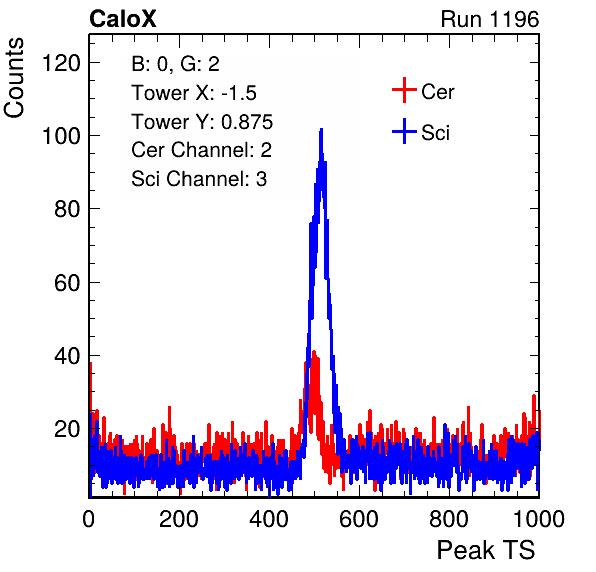 CaloX Run 1196
Counts
B: 0, G: 2
Tower X: -1.5
Tower Y: 0.875
Cer Channel: 2
Sci Channel: 3
Cer
Sci
120
100
80
60
40
20
0 200 400 600 800 1000
Peak TS